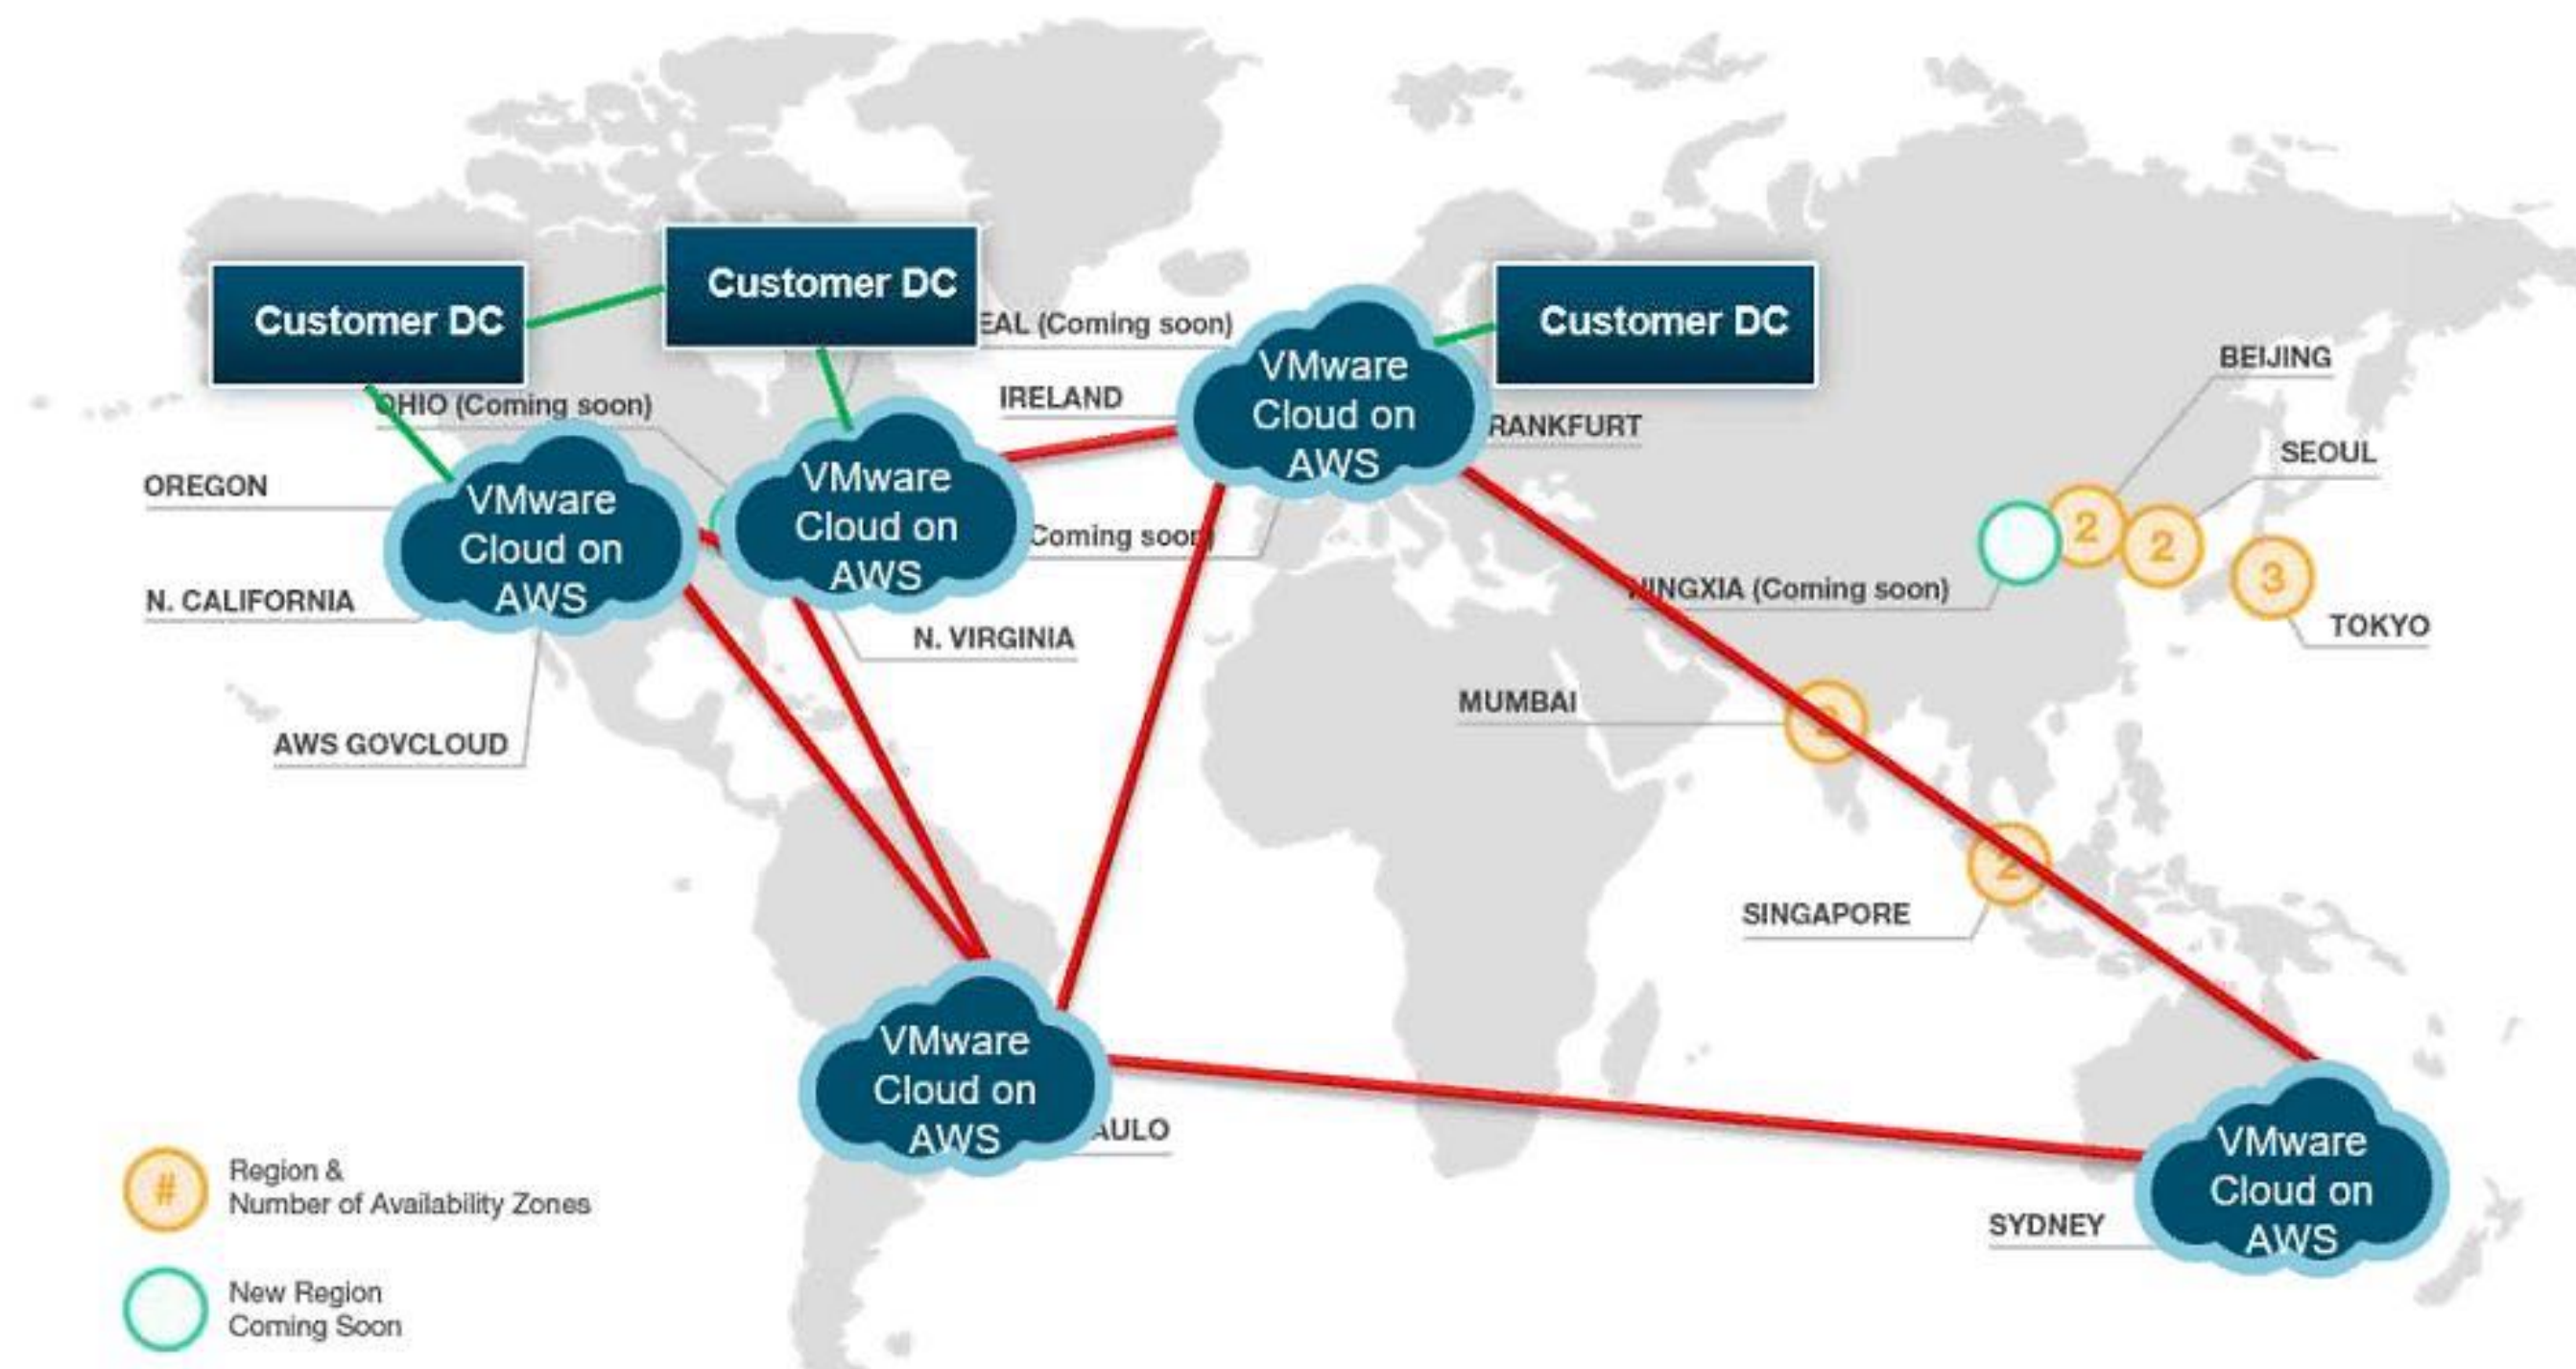 Customer DC
Customer DC
Customer DC
EAL (Coming soon)
BEIJING
IRELAND
OHIO (Coming soon)
RANKFURT
SEOUL
OREGON
VMware
Cloud on
AWS
VMware
Cloud on
AWS
VMware
Cloud on
AWS
2
2
3
Coming soon)
N. CALIFORNIA
INGXIA (Coming soon)
TOKYO
N. VIRGINIA
MUMBAI
2
AWS GOVCLOUD
2
SINGAPORE
VMware
Cloud on
AWS
AULO
VMware
Cloud on
AWS
SYDNEY
#
Region &
Number of Availability Zones
New Region
Coming Soon